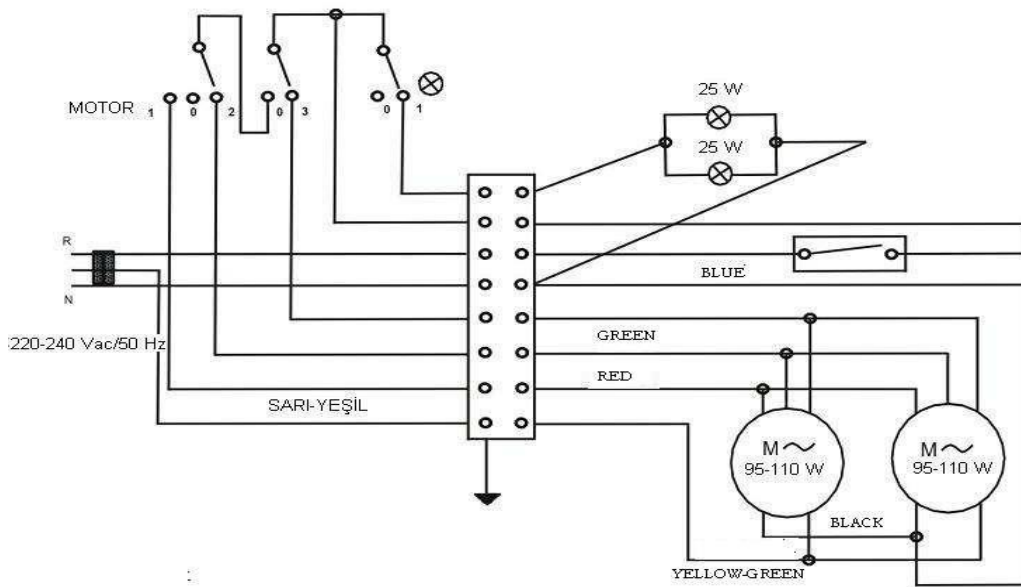 MOTOR 1 0 2 0 3 0 1
25 W
25 W
R
BLUE
N
:220-240 Vac/50 Hz
GREEN
RED
SARI-YEŞİL
M
95-110 W
M
95-110 W
BLACK
YELLOW-GREEN
: